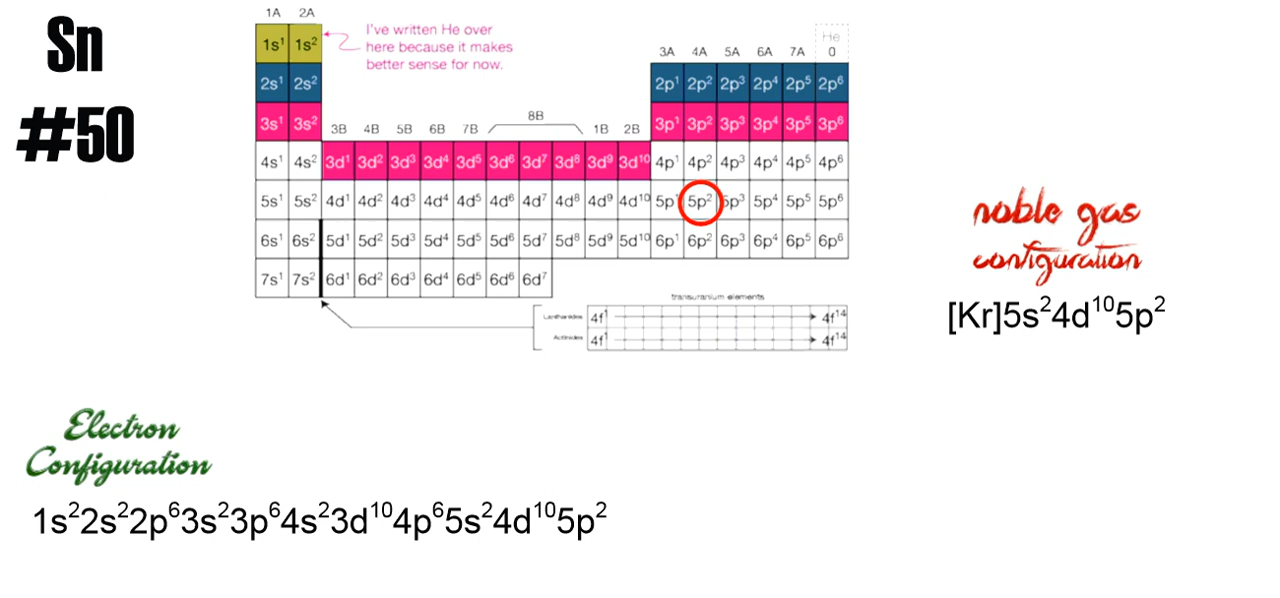 Sn
#50
1A 2A
I've written He over
here because it makes
better sense for now.
He
3A 4A 5A 6A 7A 0
1s¹ 1s²
2s¹ 2s² 2p¹ 2p² 2p³ 2p⁴ 2p⁵ 2p⁶
8B
3s¹ 3s² 3B 4B 5B 6B 7B 1B 2B 3p¹ 3p² 3p³ 3p⁴ 3p⁵ 3p⁶
4s¹ 4s² 3d¹ 3d² 3d³ 3d⁴ 3d⁵ 3d⁶ 3d⁷ 3d⁸ 3d⁹ 3d¹⁰ 4p¹ 4p² 4p³ 4p⁴ 4p⁵ 4p⁶
5s¹ 5s² 4d¹ 4d² 4d³ 4d⁴ 4d⁵ 4d⁶ 4d⁷ 4d⁸ 4d⁹ 4d¹⁰ 5p¹ 5p² 5p³ 5p⁴ 5p⁵ 5p⁶
6s¹ 6s² 5d¹ 5d² 5d³ 5d⁴ 5d⁵ 5d⁶ 5d⁷ 5d⁸ 5d⁹ 5d¹⁰ 6p¹ 6p² 6p³ 6p⁴ 6p⁵ 6p⁶
7s¹ 7s² 6d¹ 6d² 6d³ 6d⁴ 6d⁵ 6d⁶ 6d⁷
transuranium elements
Lanthanides 4f¹ 4f¹⁴
Actinides 4f¹ 4f¹⁴
noble gas
configuration
[Kr]5s²4d¹⁰5p²
Electron
Configuration
1s²2s²2p⁶3s²3p⁶4s²3d¹⁰4p⁶5s²4d¹⁰5p²